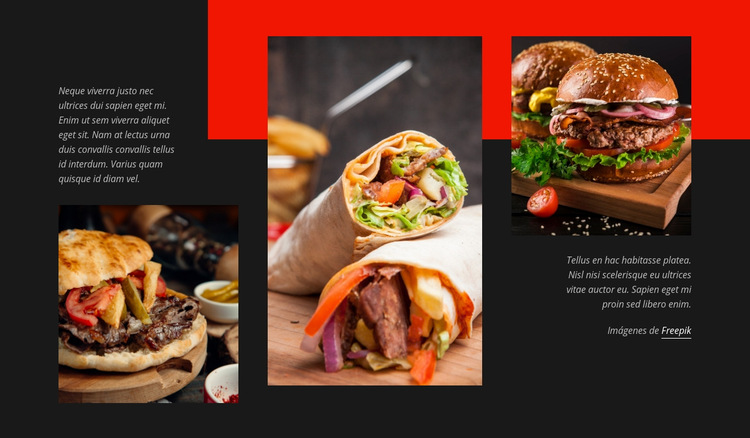 Neque viverra justo nec
ultrices dui sapien eget mi.
Enim ut sem viverra aliquet
eget sit. Nam at lectus urna
duis convallis convallis tellus
id interdum. Varius quam
quisque id diam vel.
Tellus en hac habitasse platea.
Nisl nisi scelerisque eu ultrices
vitae auctor eu. Sapien eget mi
proin sed libero enim.
Imágenes de Freepik